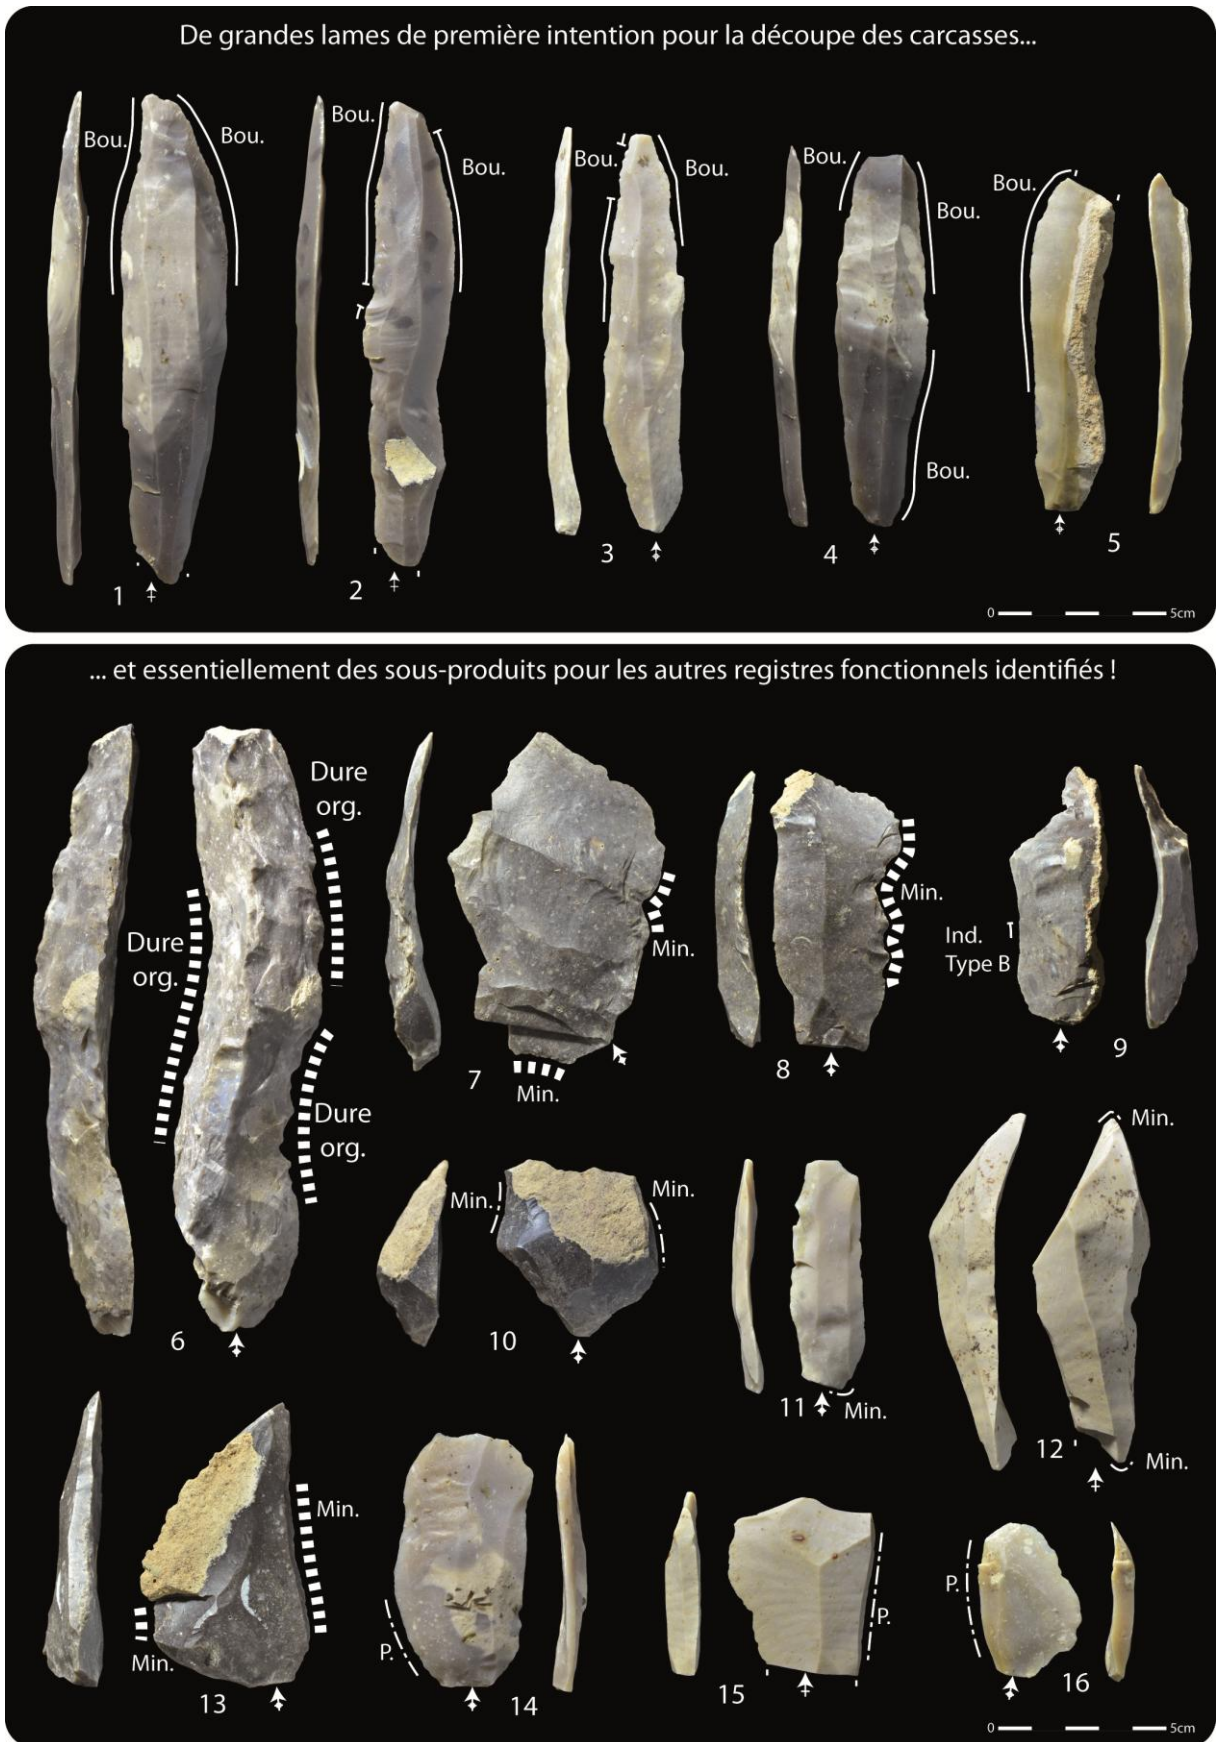 De grandes lames de première intention pour la découpe des carcasses...
Bou.
Bou.
Bou.
Bou.
Bou.
Bou.
Bou.
Bou.
Bou.
Bou.
1
2
3
4
5
0
5cm
... et essentiellement des sous-produits pour les autres registres fonctionnels identifiés !
Dure
org.
Dure
org.
Dure
org.
6
Min.
Min.
7
Min.
8
Ind.
Type B
9
Min.
Min.
10
Min.
11
Min.
Min.
12
Min.
Min.
13
P.
14
P.
15
P.
16
0
5cm